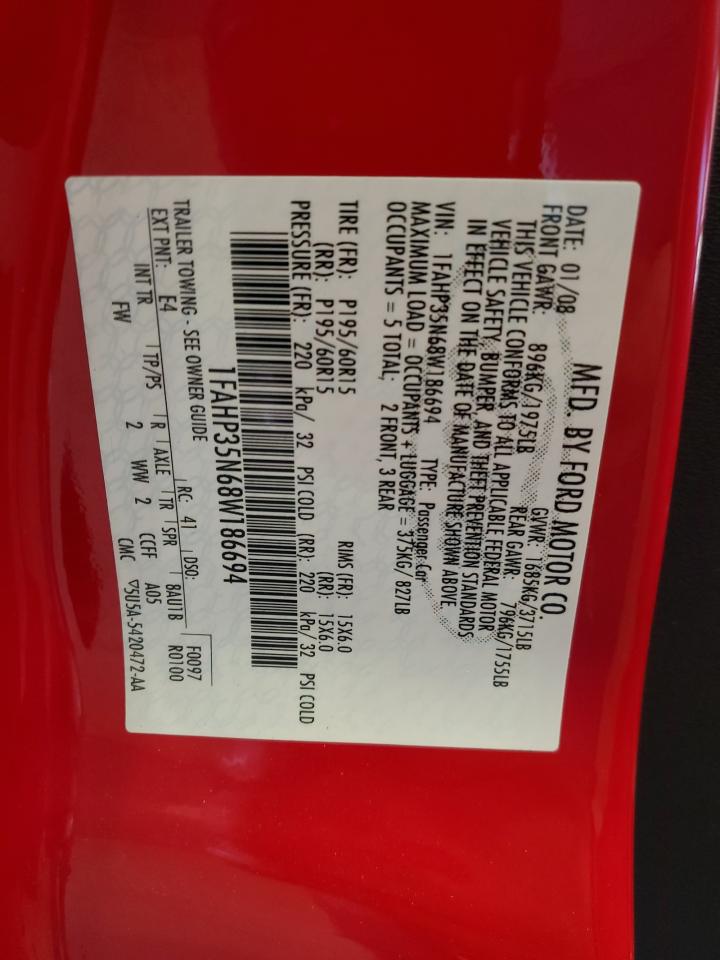 MFD. BY FORD MOTOR CO.
DATE: 01/08 GVWR: 1685KG/3715LB
FRONT GAWR: 896KG/1975LB REAR GAWR: 796KG/1755LB
THIS VEHICLE CONFORMS TO ALL APPLICABLE FEDERAL MOTOR
VEHICLE SAFETY, BUMPER, AND THEFT PREVENTION STANDARDS
IN EFFECT ON THE DATE OF MANUFACTURE SHOWN ABOVE.
VIN: 1FAHP35N68W186694 TYPE: Passenger Car
MAXIMUM LOAD = OCCUPANTS + LUGGAGE = 375KG/827LB
OCCUPANTS = 5 TOTAL; 2 FRONT, 3 REAR
TIRE (FR): P195/60R15 RIMS (FR): 15X6.0
(RR): P195/60R15 (RR): 15X6.0
PRESSURE (FR): 220 kPa/ 32 PSI COLD (RR): 220 kPa/ 32 PSI COLD
1FAHP35N68W186694
TRAILER TOWING - SEE OWNER GUIDE F0097
EXT PNT: E4 RC: 41 DSO: R0100
INT TR TP/PS R AXLE TR SPR 8AU1B
FW 2 WW 2 CCFF A05
CMC ▽5U5A-5420472-AA